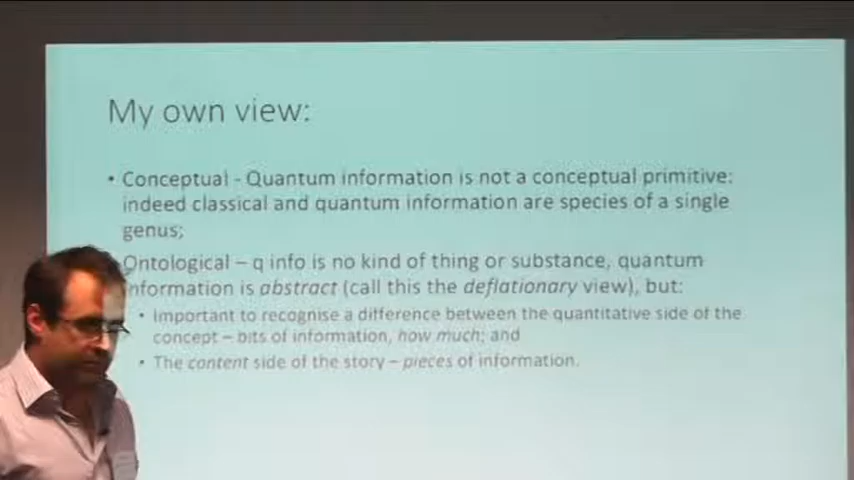 My own view:
• Conceptual - Quantum information is not a conceptual primitive;
indeed classical and quantum information are species of a single
genus;
Ontological – q info is no kind of thing or substance, quantum
information is abstract (call this the deflationary view), but:
• Important to recognise a difference between the quantitative side of the
concept – bits of information, how much; and
• The content side of the story – pieces of information.